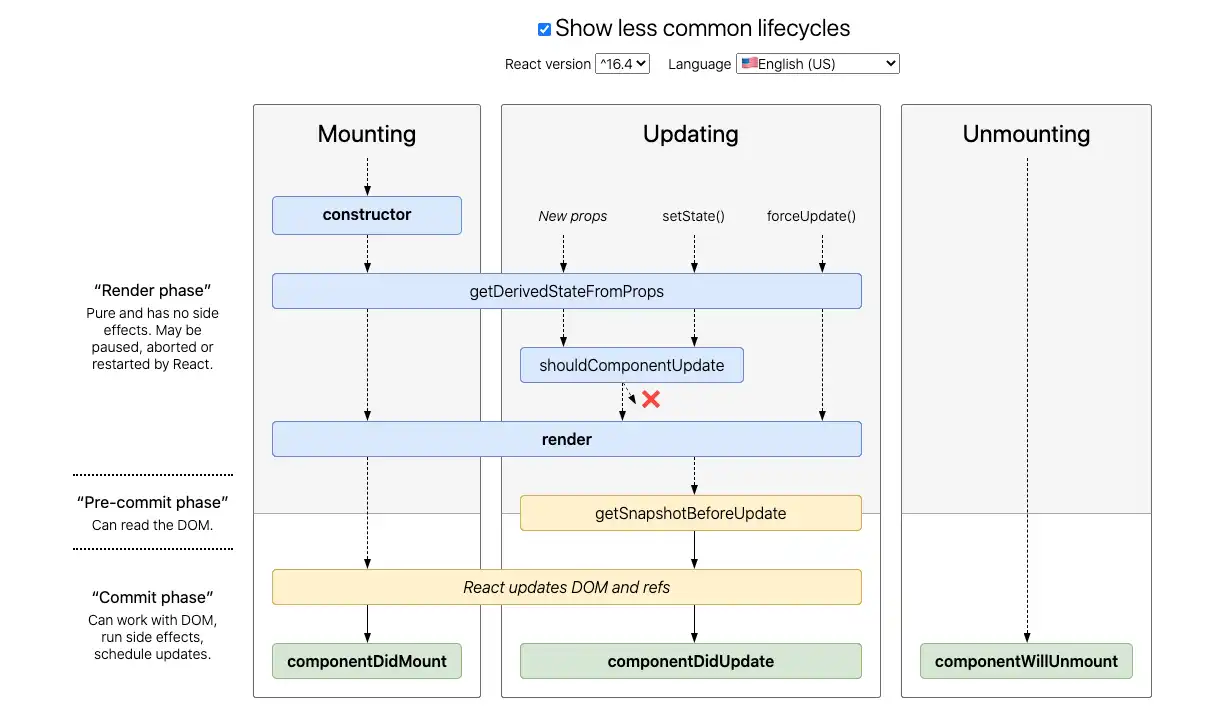 Show less common lifecycles
React version ^16.4 Language 🇺🇸English (US)
Mounting
Updating
Unmounting
constructor
New props
setState()
forceUpdate()
“Render phase”
Pure and has no side
effects. May be
paused, aborted or
restarted by React.
getDerivedStateFromProps
shouldComponentUpdate
render
“Pre-commit phase”
Can read the DOM.
getSnapshotBeforeUpdate
“Commit phase”
Can work with DOM,
run side effects,
schedule updates.
React updates DOM and refs
componentDidMount
componentDidUpdate
componentWillUnmount